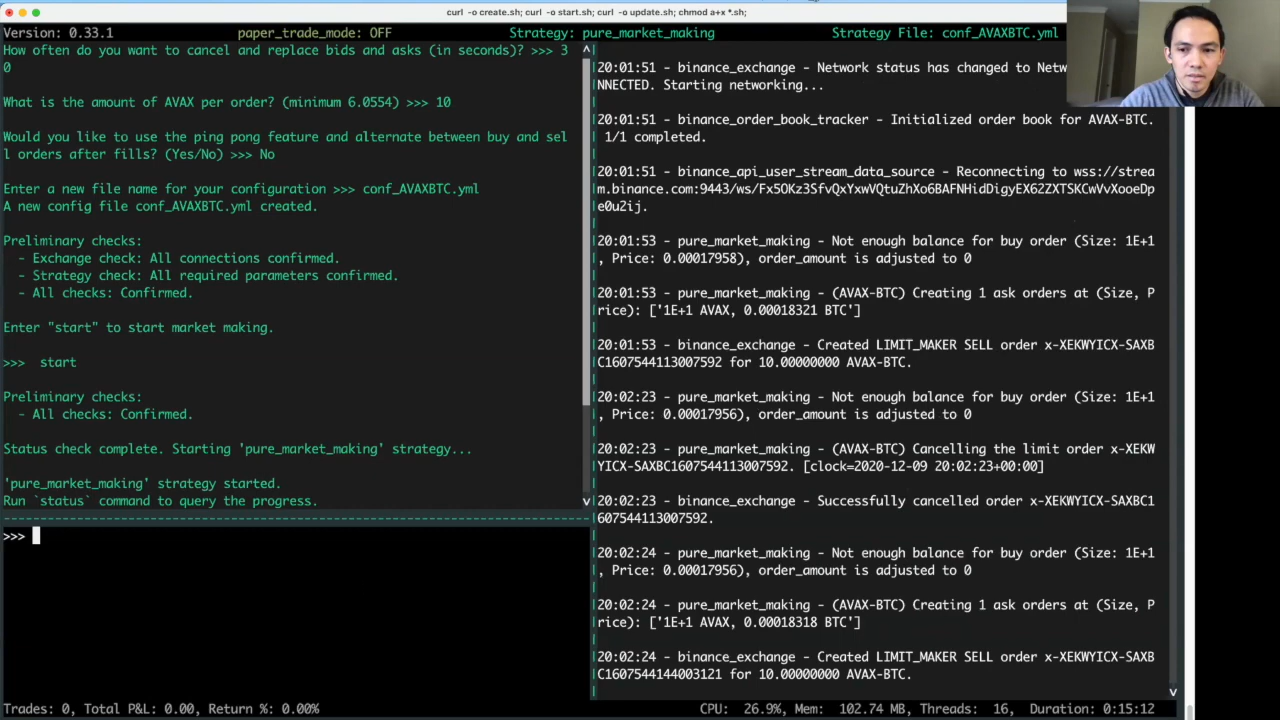 curl -o create.sh; curl -o start.sh; curl -o update.sh; chmod a+x *.sh;
Version: 0.33.1 paper_trade_mode: OFF Strategy: pure_market_making Strategy File: conf_AVAXBTC.yml
How often do you want to cancel and replace bids and asks (in seconds)? >>> 3
0
What is the amount of AVAX per order? (minimum 6.0554) >>> 10
Would you like to use the ping pong feature and alternate between buy and sel
l orders after fills? (Yes/No) >>> No
Enter a new file name for your configuration >>> conf_AVAXBTC.yml
A new config file conf_AVAXBTC.yml created.
Preliminary checks:
- Exchange check: All connections confirmed.
- Strategy check: All required parameters confirmed.
- All checks: Confirmed.
Enter "start" to start market making.
>>> start
Preliminary checks:
- All checks: Confirmed.
Status check complete. Starting 'pure_market_making' strategy...
'pure_market_making' strategy started.
Run `status` command to query the progress.
>>>
20:01:51 - binance_exchange - Network status has changed to Netw
NNECTED. Starting networking...
20:01:51 - binance_order_book_tracker - Initialized order book for AVAX-BTC.
1/1 completed.
20:01:51 - binance_api_user_stream_data_source - Reconnecting to wss://strea
m.binance.com:9443/ws/Fx5OKz3SfvQxYxwVQtuZhXo6BAFNHidDigyEX62ZXTSKCwVvXooeDp
e0u2ij.
20:01:53 - pure_market_making - Not enough balance for buy order (Size: 1E+1
, Price: 0.00017958), order_amount is adjusted to 0
20:01:53 - pure_market_making - (AVAX-BTC) Creating 1 ask orders at (Size, P
rice): ['1E+1 AVAX, 0.00018321 BTC']
20:01:53 - binance_exchange - Created LIMIT_MAKER SELL order x-XEKWYICX-SAXB
C1607544113007592 for 10.00000000 AVAX-BTC.
20:02:23 - pure_market_making - Not enough balance for buy order (Size: 1E+1
, Price: 0.00017956), order_amount is adjusted to 0
20:02:23 - pure_market_making - (AVAX-BTC) Cancelling the limit order x-XEKW
YICX-SAXBC1607544113007592. [clock=2020-12-09 20:02:23+00:00]
20:02:23 - binance_exchange - Successfully cancelled order x-XEKWYICX-SAXBC1
607544113007592.
20:02:24 - pure_market_making - Not enough balance for buy order (Size: 1E+1
, Price: 0.00017956), order_amount is adjusted to 0
20:02:24 - pure_market_making - (AVAX-BTC) Creating 1 ask orders at (Size, P
rice): ['1E+1 AVAX, 0.00018318 BTC']
20:02:24 - binance_exchange - Created LIMIT_MAKER SELL order x-XEKWYICX-SAXB
C1607544144003121 for 10.00000000 AVAX-BTC.
Trades: 0, Total P&L: 0.00, Return %: 0.00% CPU: 26.9%, Mem: 102.74 MB, Threads: 16, Duration: 0:15:12